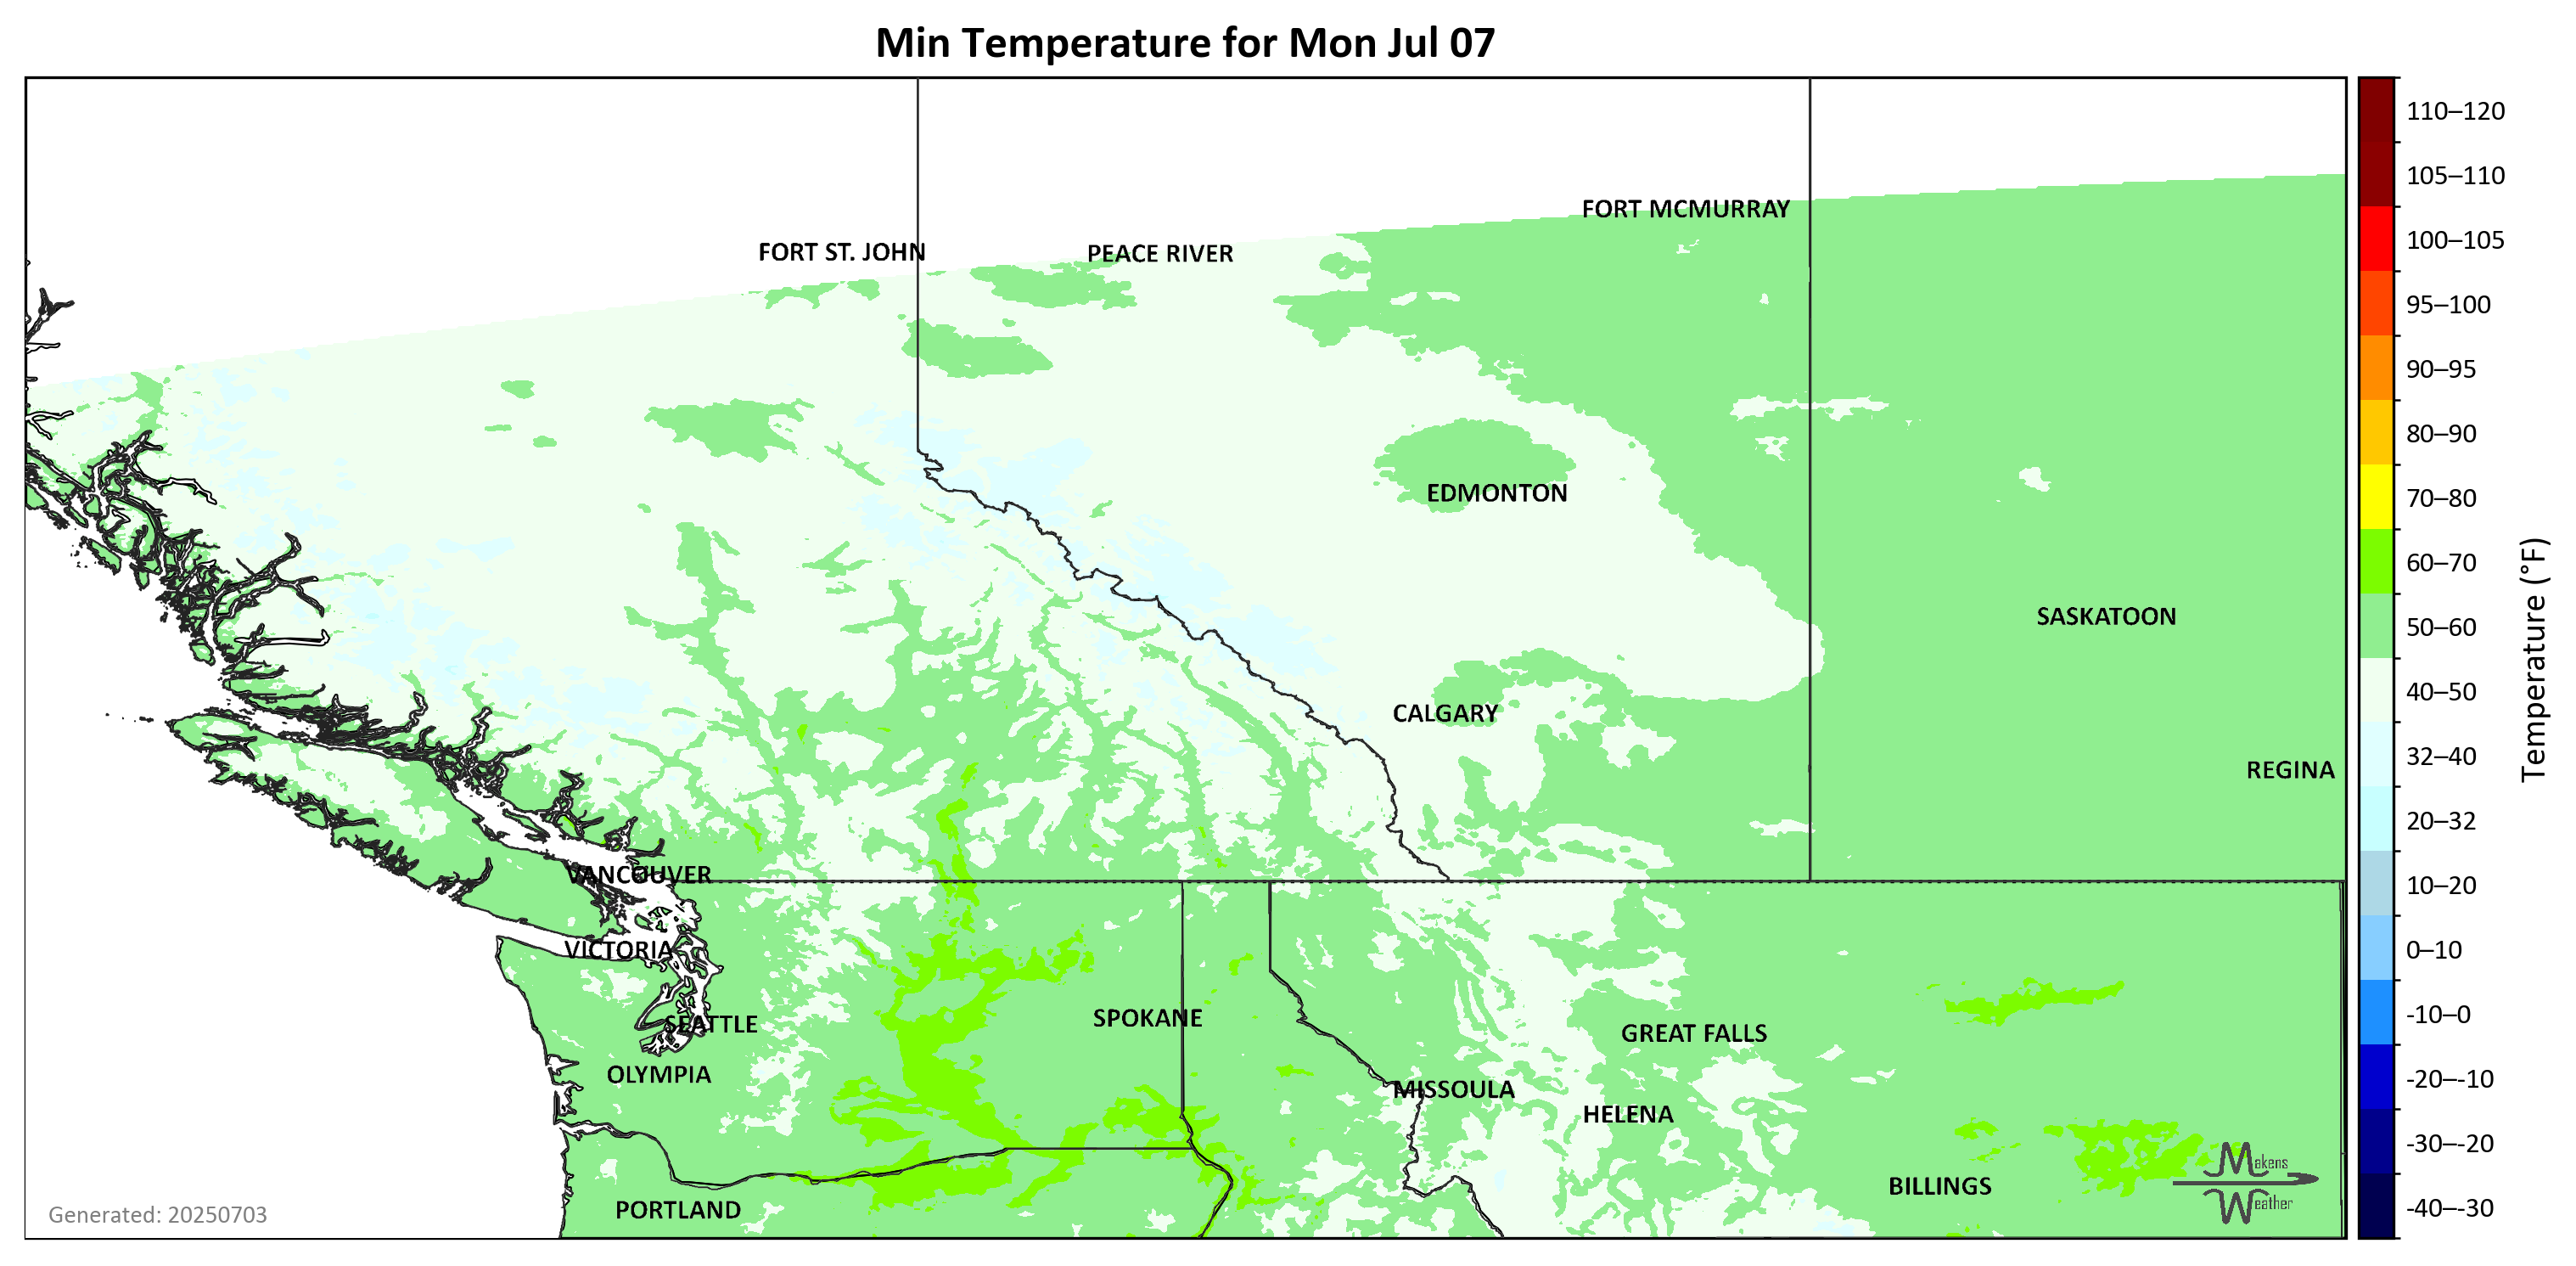 Min Temperature for Mon Jul 07
110–120
105–110
100–105
95–100
90–95
80–90
70–80
60–70
50–60
40–50
32–40
20–32
10–20
0–10
-10–0
-20–-10
-30–-20
-40–-30
Temperature (°F)
FORT MCMURRAY
FORT ST. JOHN
PEACE RIVER
EDMONTON
SASKATOON
CALGARY
REGINA
VANCOUVER
VICTORIA
SEATTLE
SPOKANE
GREAT FALLS
OLYMPIA
MISSOULA
HELENA
BILLINGS
PORTLAND
Makens
Weather
Generated: 20250703